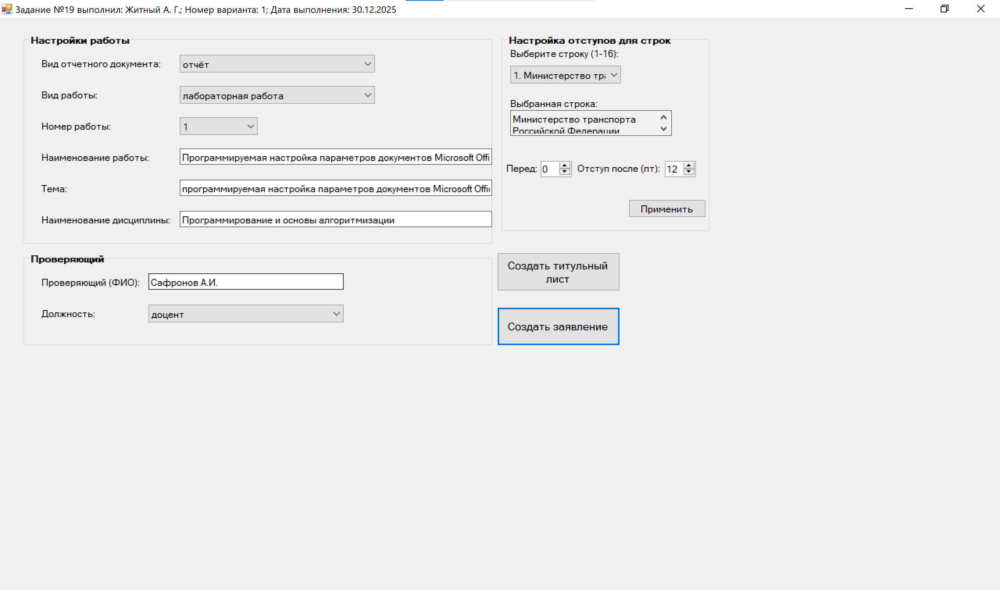 Задание №19 выполнил: Житный А. Г.; Номер варианта: 1; Дата выполнения: 30.12.2025
Настройки работы
Вид отчетного документа: отчёт
Вид работы: лабораторная работа
Номер работы: 1
Наименование работы: Программируемая настройка параметров документов Microsoft Offi
Тема: программируемая настройка параметров документов Microsoft Offi
Наименование дисциплины: Программирование и основы алгоритмизации
Настройка отступов для строк
Выберите строку (1-16):
1. Министерство тра
Выбранная строка:
Министерство транспорта
Российской Федерации
Перед: 0 Отступ после (пт): 12
Применить
Проверяющий
Проверяющий (ФИО): Сафронов А.И.
Должность: доцент
Создать титульный
лист
Создать заявление